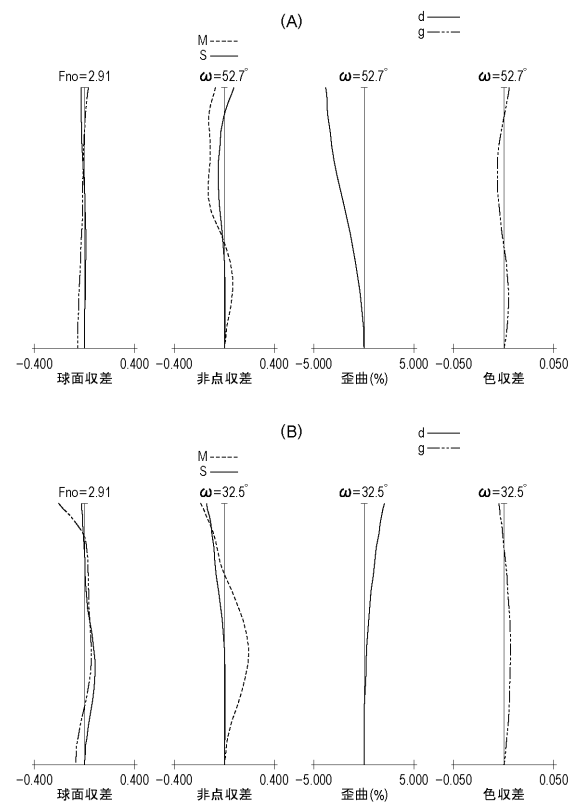 (A)
d
g
M
S
Fno=2.91
ω=52.7°
ω=52.7°
ω=52.7°
-0.400 0.400
球面収差
-0.400 0.400
非点収差
-5.000 5.000
歪曲(%)
-0.050 0.050
色収差
(B)
d
g
M
S
Fno=2.91
ω=32.5°
ω=32.5°
ω=32.5°
-0.400 0.400
球面収差
-0.400 0.400
非点収差
-5.000 5.000
歪曲(%)
-0.050 0.050
色収差